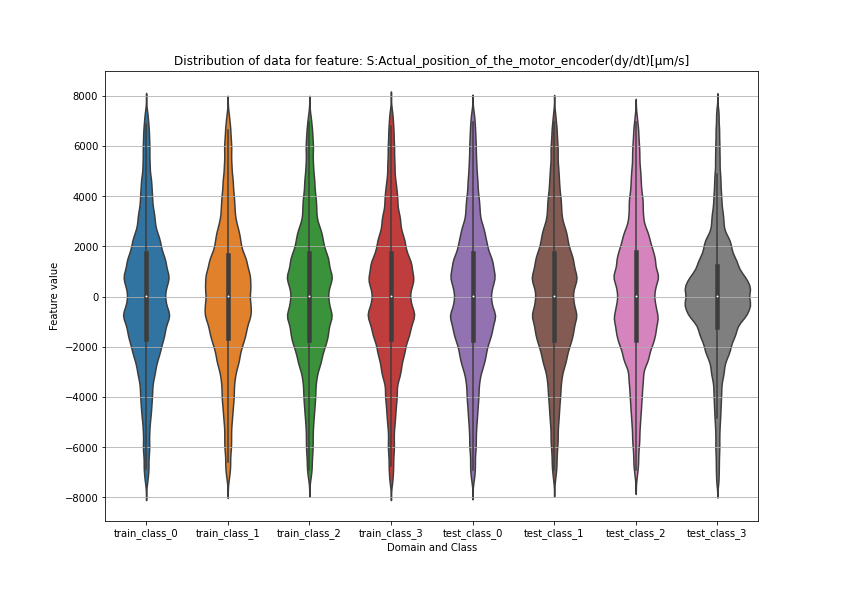 Distribution of data for feature: S:Actual_position_of_the_motor_encoder(dy/dt)[µm/s]
8000
6000
4000
2000
0
−2000
−4000
−6000
−8000
Feature value
train_class_0 train_class_1 train_class_2 train_class_3 test_class_0 test_class_1 test_class_2 test_class_3
Domain and Class